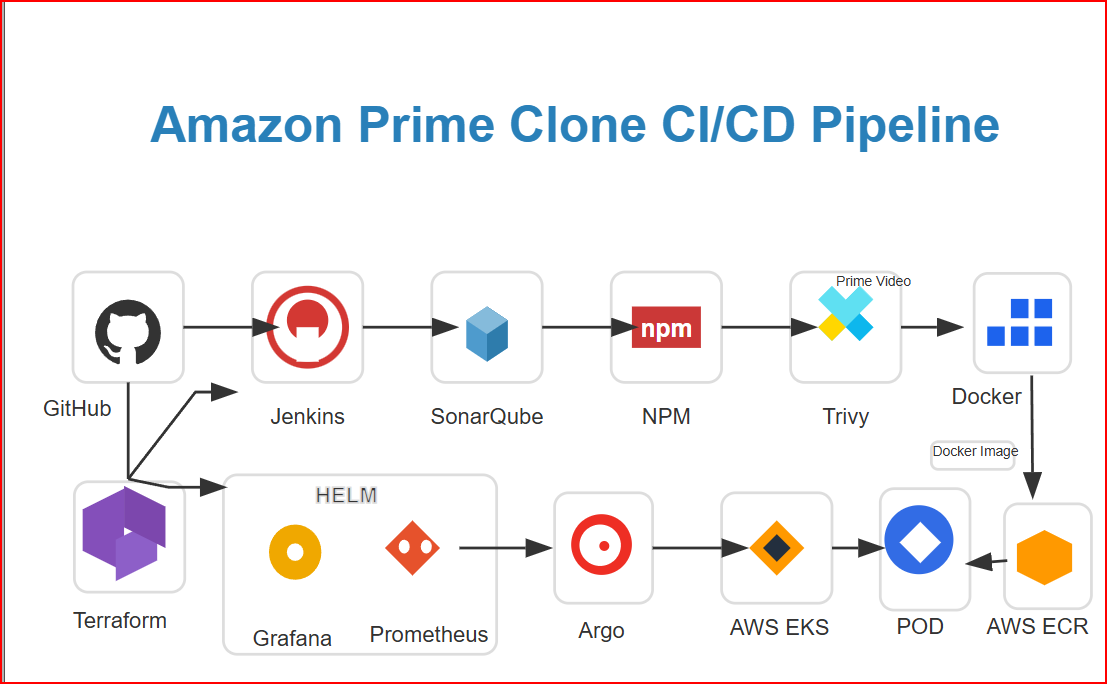 Amazon Prime Clone CI/CD Pipeline
Prime Video
npm
GitHub
Jenkins
SonarQube
NPM
Trivy
Docker
Docker Image
HELM
Terraform
Grafana
Prometheus
Argo
AWS EKS
POD
AWS ECR